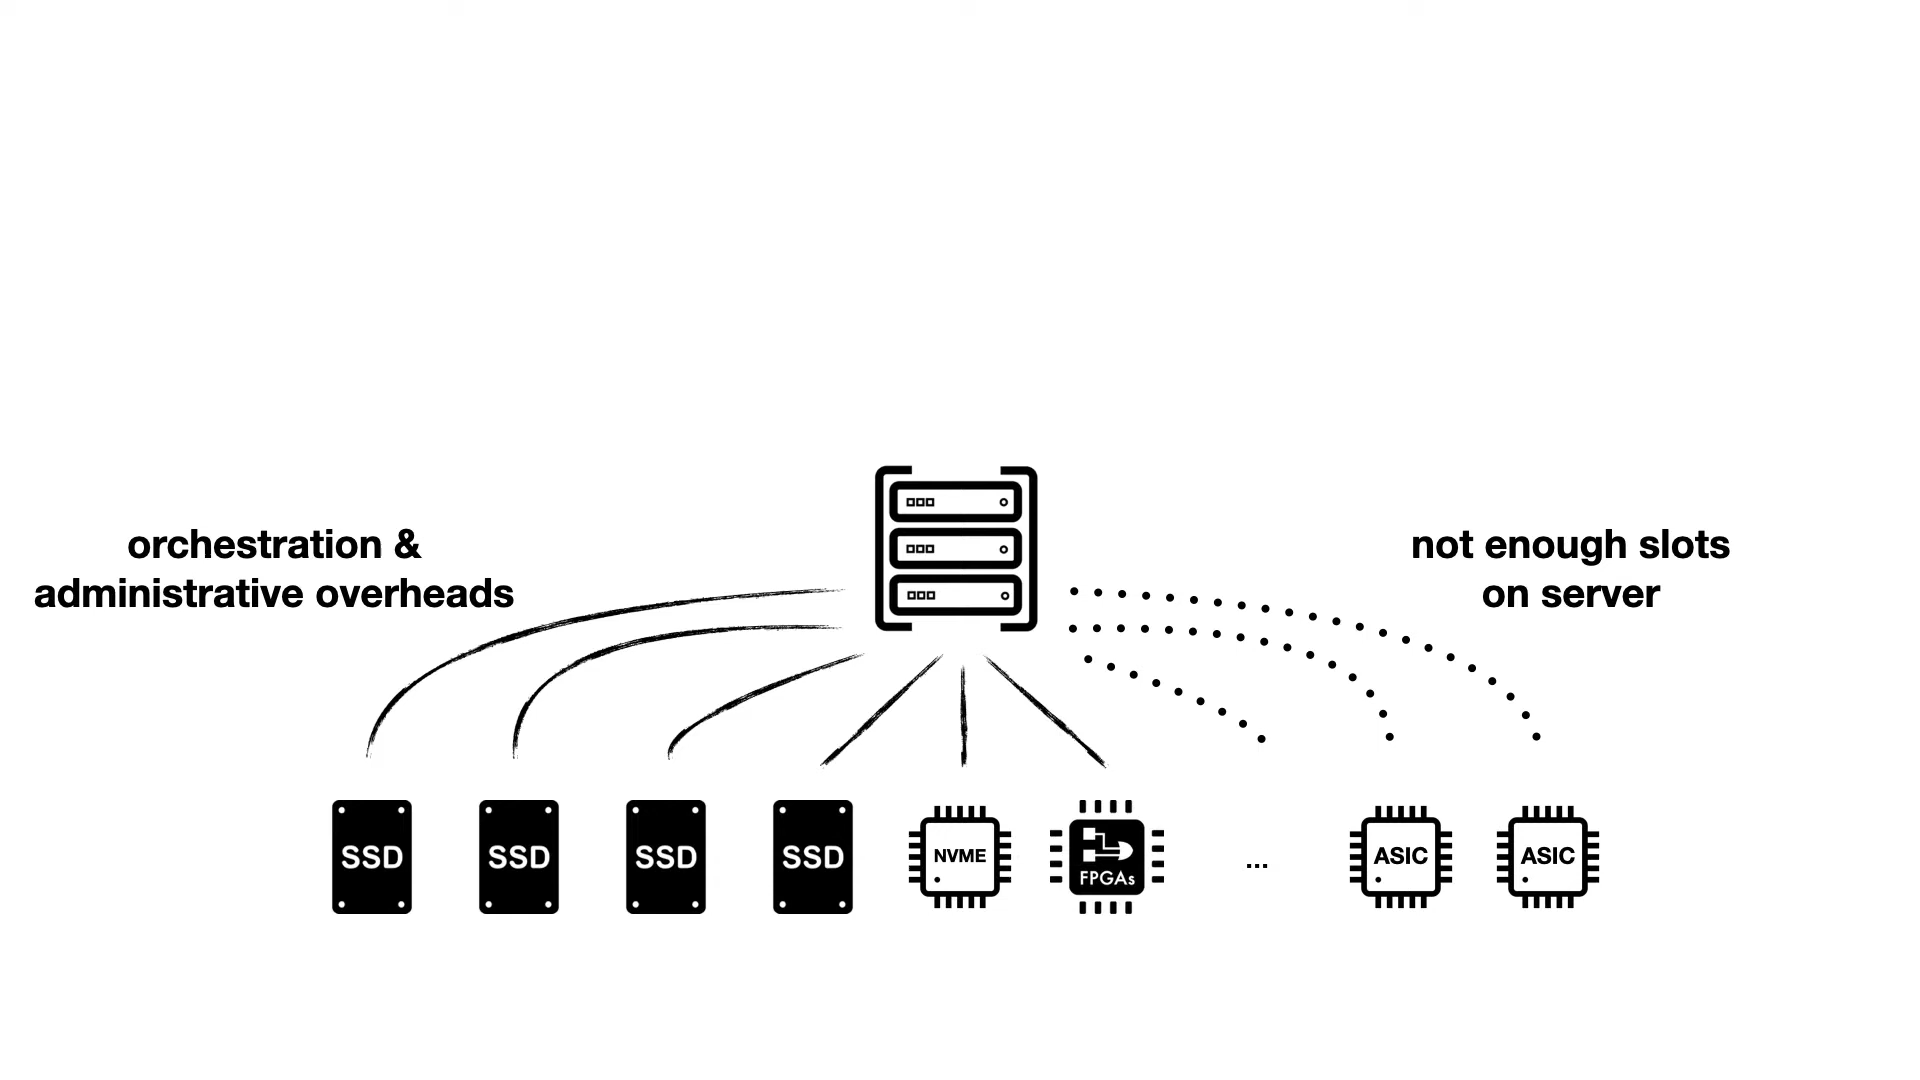 orchestration &
administrative overheads
not enough slots
on server
SSD
SSD
SSD
SSD
NVME
FPGAs
...
ASIC
ASIC